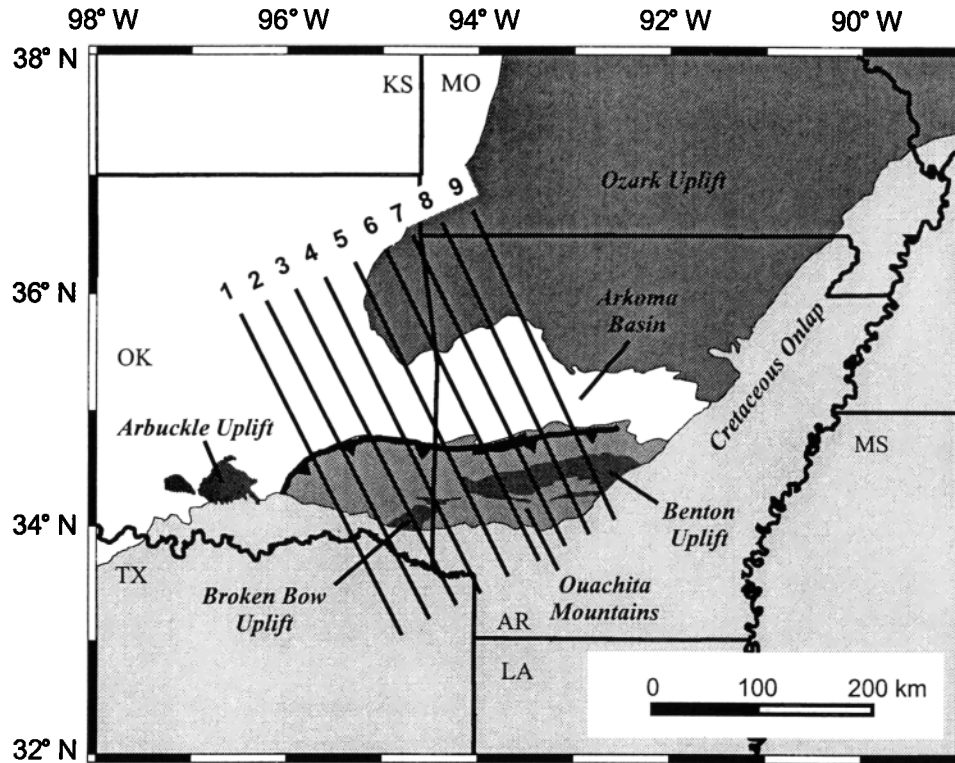 98° W
96° W
94° W
92° W
90° W
38° N
KS
MO
Ozark Uplift
1
2
3
4
5
6
7
8
9
36° N
Arkoma
Basin
OK
Cretaceous Onlap
Arbuckle Uplift
MS
34° N
Benton
Uplift
TX
Broken Bow
Uplift
Ouachita
Mountains
AR
LA
0
100
200 km
32° N